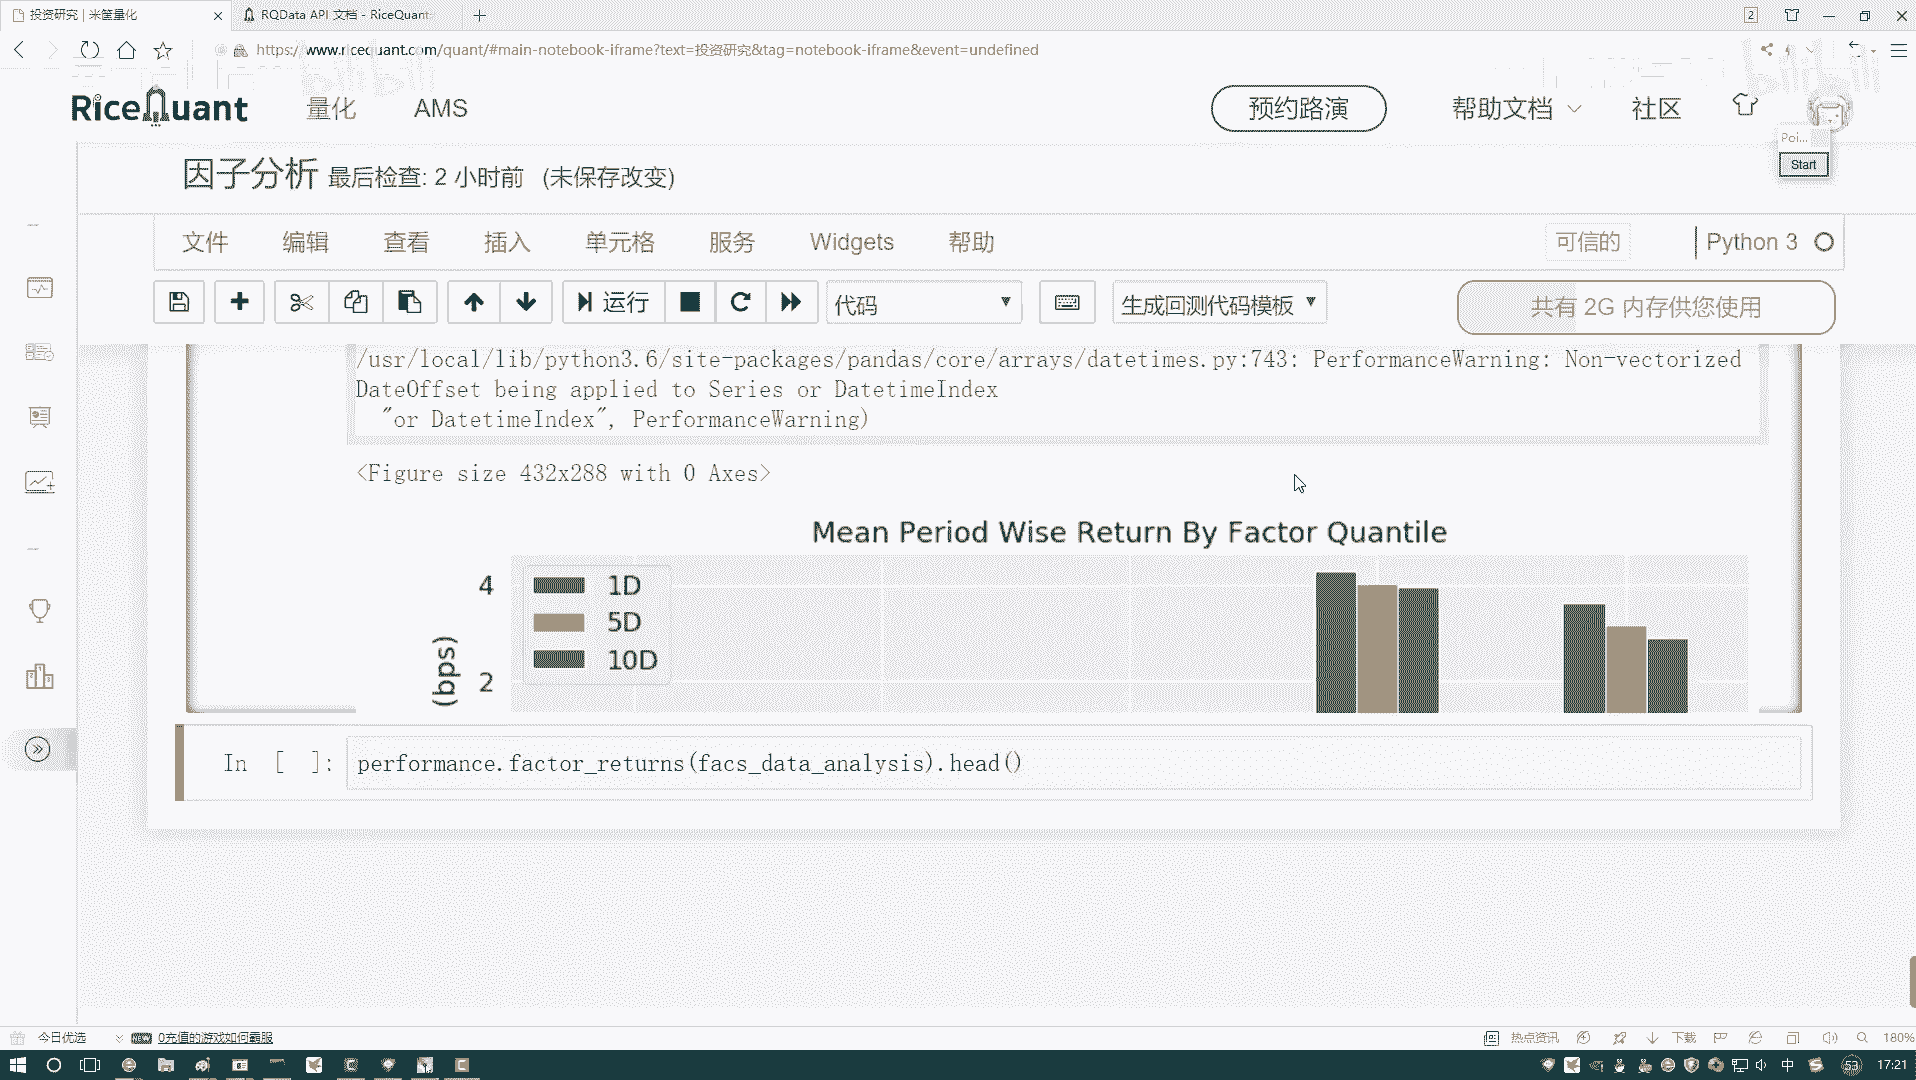 投资研究 | 米筐量化
RQData API 文档 - RiceQuant
2
https://www.ricequant.com/quant/#main-notebook-iframe?text=投资研究&tag=notebook-iframe&event=undefined
RiceQuant
量化
AMS
预约路演
帮助文档
社区
Poi...
Start
因子分析 最后检查: 2 小时前 (未保存改变)
文件 编辑 查看 插入 单元格 服务 Widgets 帮助
可信的
Python 3
运行
代码
生成回测代码模板
共有 2G 内存供您使用
/usr/local/lib/python3.6/site-packages/pandas/core/arrays/datetimes.py:743: PerformanceWarning: Non-vectorized
DateOffset being applied to Series or DatetimeIndex
"or DatetimeIndex", PerformanceWarning)
<Figure size 432x288 with 0 Axes>
Mean Period Wise Return By Factor Quantile
4
1D
5D
10D
(bps)
2
In [ ]: performance.factor_returns(facs_data_analysis).head()
今日优选
NEW
0充值的游戏如何霸服
热点资讯
下载
180%
中
53
17:21